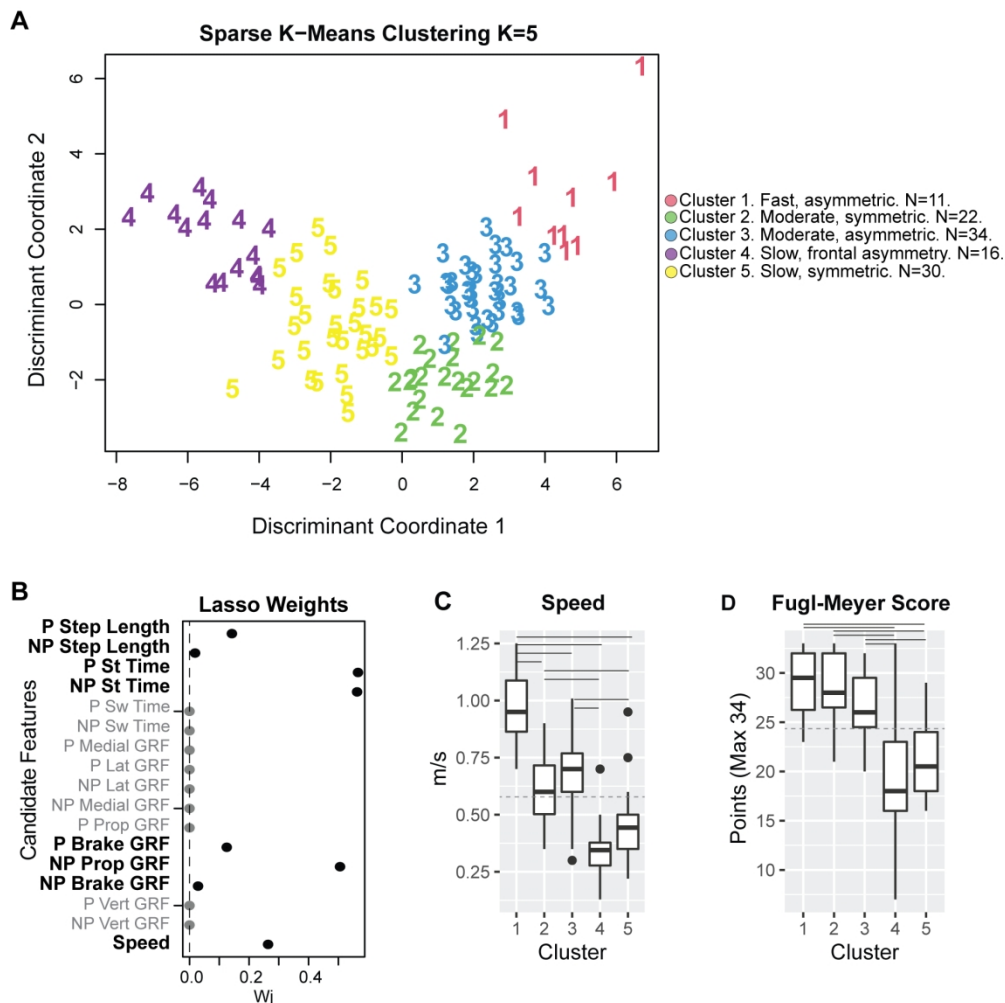 A
Sparse K−Means Clustering K=5
Discriminant Coordinate 2
6
4
2
0
−2
−8
−6
−4
−2
0
2
4
6
Discriminant Coordinate 1
Cluster 1. Fast, asymmetric. N=11.
Cluster 2. Moderate, symmetric. N=22.
Cluster 3. Moderate, asymmetric. N=34.
Cluster 4. Slow, frontal asymmetry. N=16.
Cluster 5. Slow, symmetric. N=30.
B
Lasso Weights
Candidate Features
P Step Length
NP Step Length
P St Time
NP St Time
P Sw Time
NP Sw Time
P Medial GRF
P Lat GRF
NP Lat GRF
NP Medial GRF
P Prop GRF
P Brake GRF
NP Prop GRF
NP Brake GRF
P Vert GRF
NP Vert GRF
Speed
0.0
0.4
Wj
C
Speed
m/s
1.25
1.00
0.75
0.50
0.25
1 2 3 4 5
Cluster
D
Fugl-Meyer Score
Points (Max 34)
30
25
20
15
10
1 2 3 4 5
Cluster